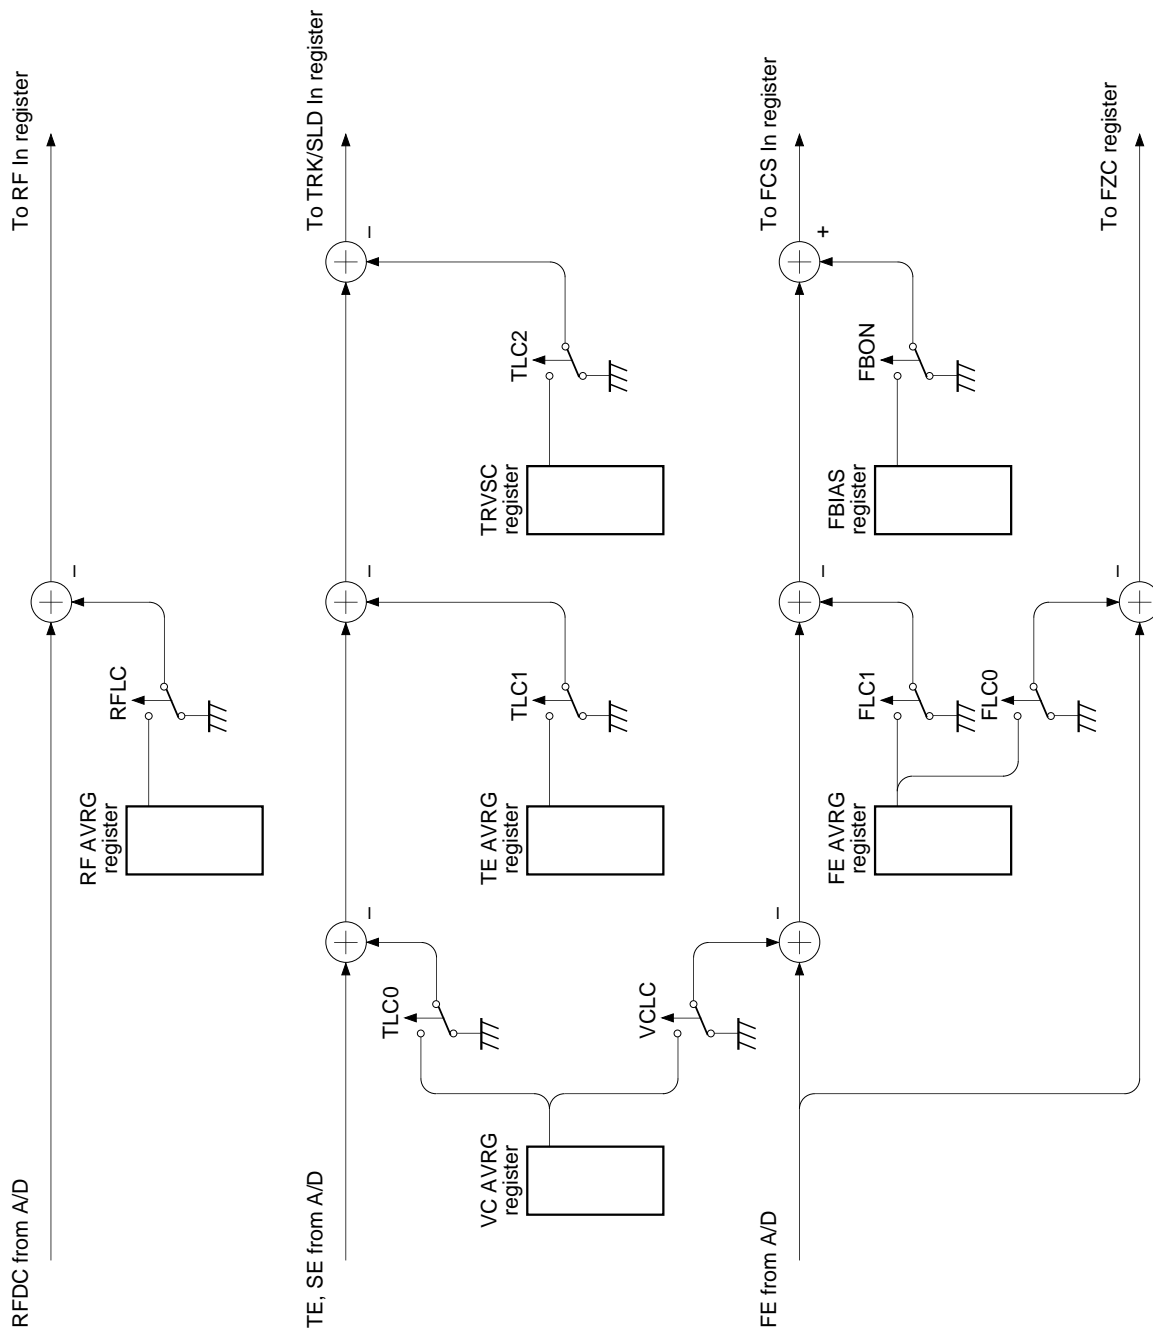 RFDC from A/D
RF AVRG
register
RFLC
−
To RF In register
TE, SE from A/D
TLC0
−
TE AVRG
register
TLC1
−
TRVSC
register
TLC2
−
To TRK/SLD In register
VC AVRG
register
VCLC
−
FE from A/D
FE AVRG
register
FLC1
−
FBIAS
register
FBON
+
To FCS In register
FLC0
−
To FZC register